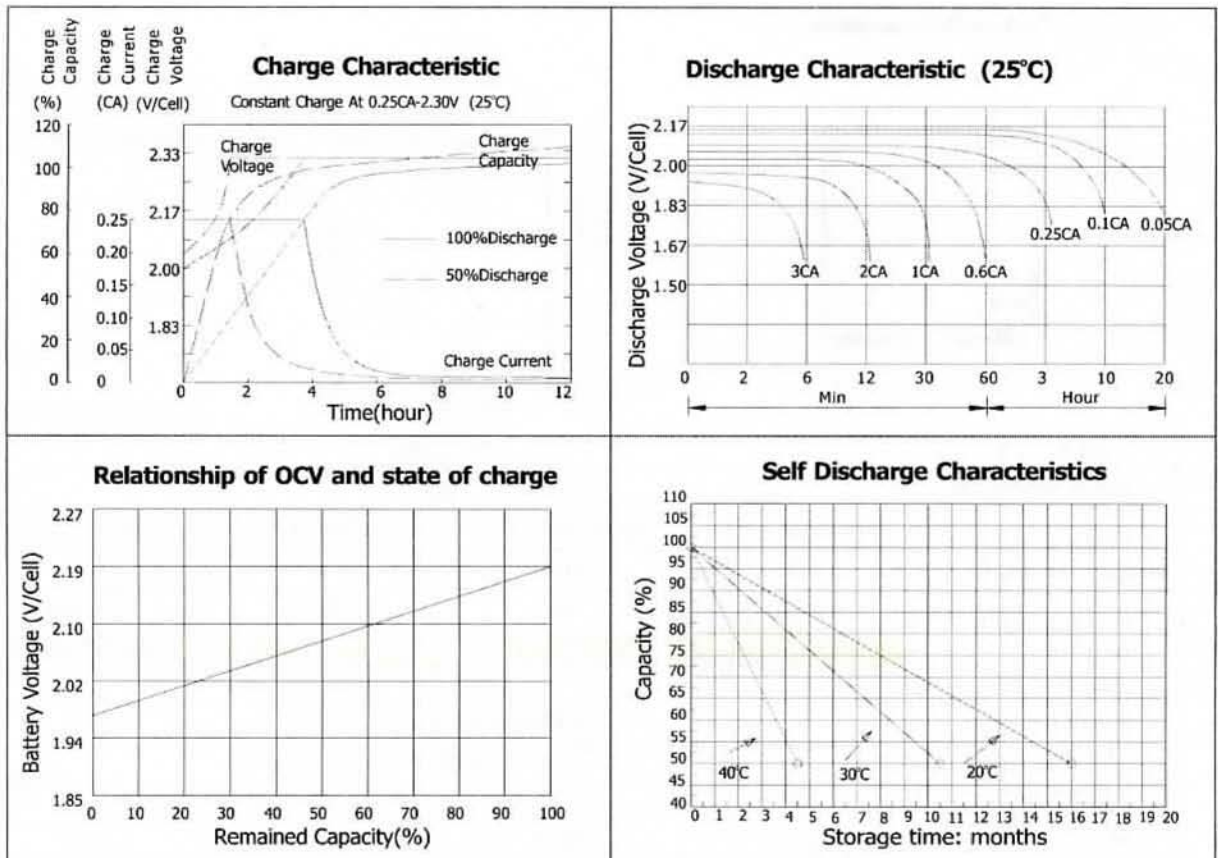 Charge Capacity
Charge Current
Charge Voltage
Charge Characteristic
(%)
(CA)
(V/Cell)
Constant Charge At 0.25CA-2.30V (25°C)
120
100
80
60
40
20
0
0.25
0.20
0.15
0.10
0.05
0
2.33
2.17
2.00
1.83
Charge Voltage
Charge Capacity
100%Discharge
50%Discharge
Charge Current
0 2 4 6 8 10 12
Time(hour)
Discharge Characteristic (25°C)
Discharge Voltage (V/Cell)
2.17
2.00
1.83
1.67
1.50
3CA
2CA
1CA
0.6CA
0.25CA
0.1CA
0.05CA
0 2 6 12 30 60 3 10 20
Min
Hour
Relationship of OCV and state of charge
Battery Voltage (V/Cell)
2.27
2.19
2.10
2.02
1.94
1.85
0 10 20 30 40 50 60 70 80 90 100
Remained Capacity(%)
Self Discharge Characteristics
Capacity (%)
110
105
100
95
90
85
80
75
70
65
60
55
50
45
40
40°C
30°C
20°C
0 1 2 3 4 5 6 7 8 9 10 11 12 13 14 15 16 17 18 19 20
Storage time: months